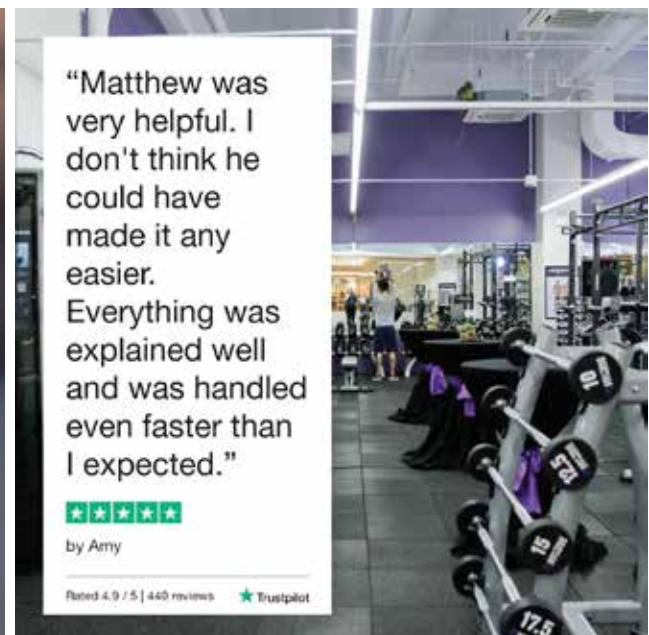 “Matthew was
very helpful. I
don't think he
could have
made it any
easier.
Everything was
explained well
and was handled
even faster than
I expected.”
by Amy
Rated 4.9 / 5 | 449 reviews
Trustpilot
10
12.5
15
17.5